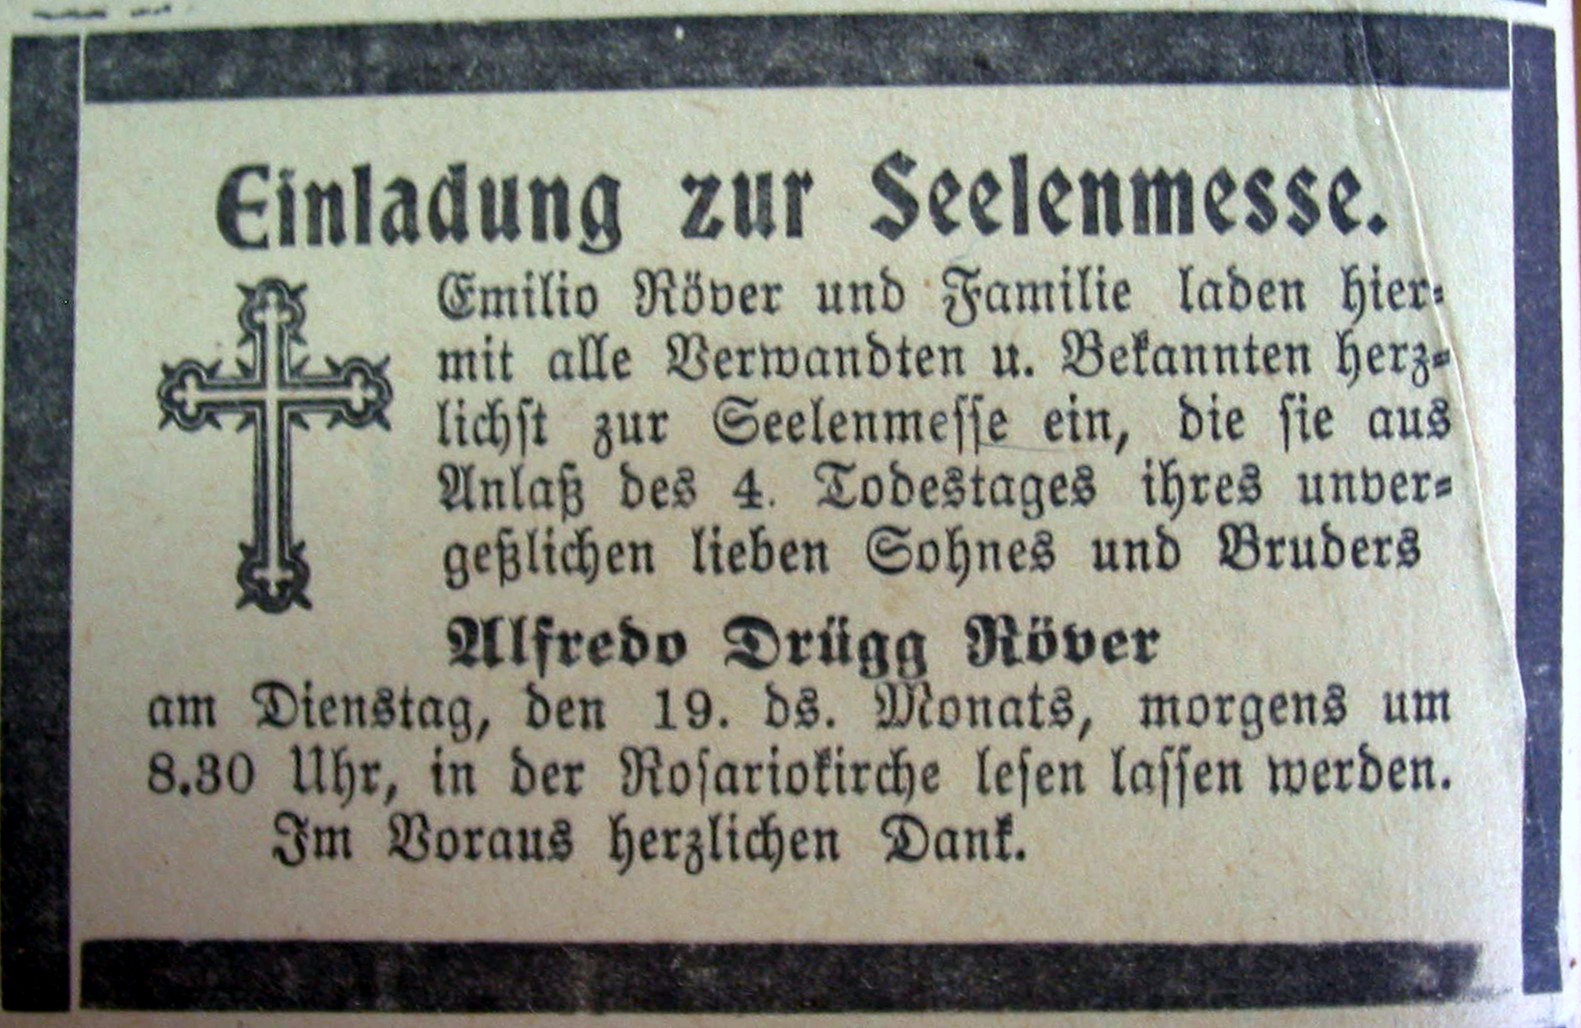 Einladung zur Seelenmesse.
Emilio Röver und Familie laden hier-
mit alle Verwandten u. Bekannten herz-
lichst zur Seelenmesse ein, die sie aus
Anlaß des 4. Todestages ihres unver-
geßlichen lieben Sohnes und Bruders
Alfredo Drügg Röver
am Dienstag, den 19. ds. Monats, morgens um
8.30 Uhr, in der Rosariokirche lesen lassen werden.
Im Voraus herzlichen Dank.